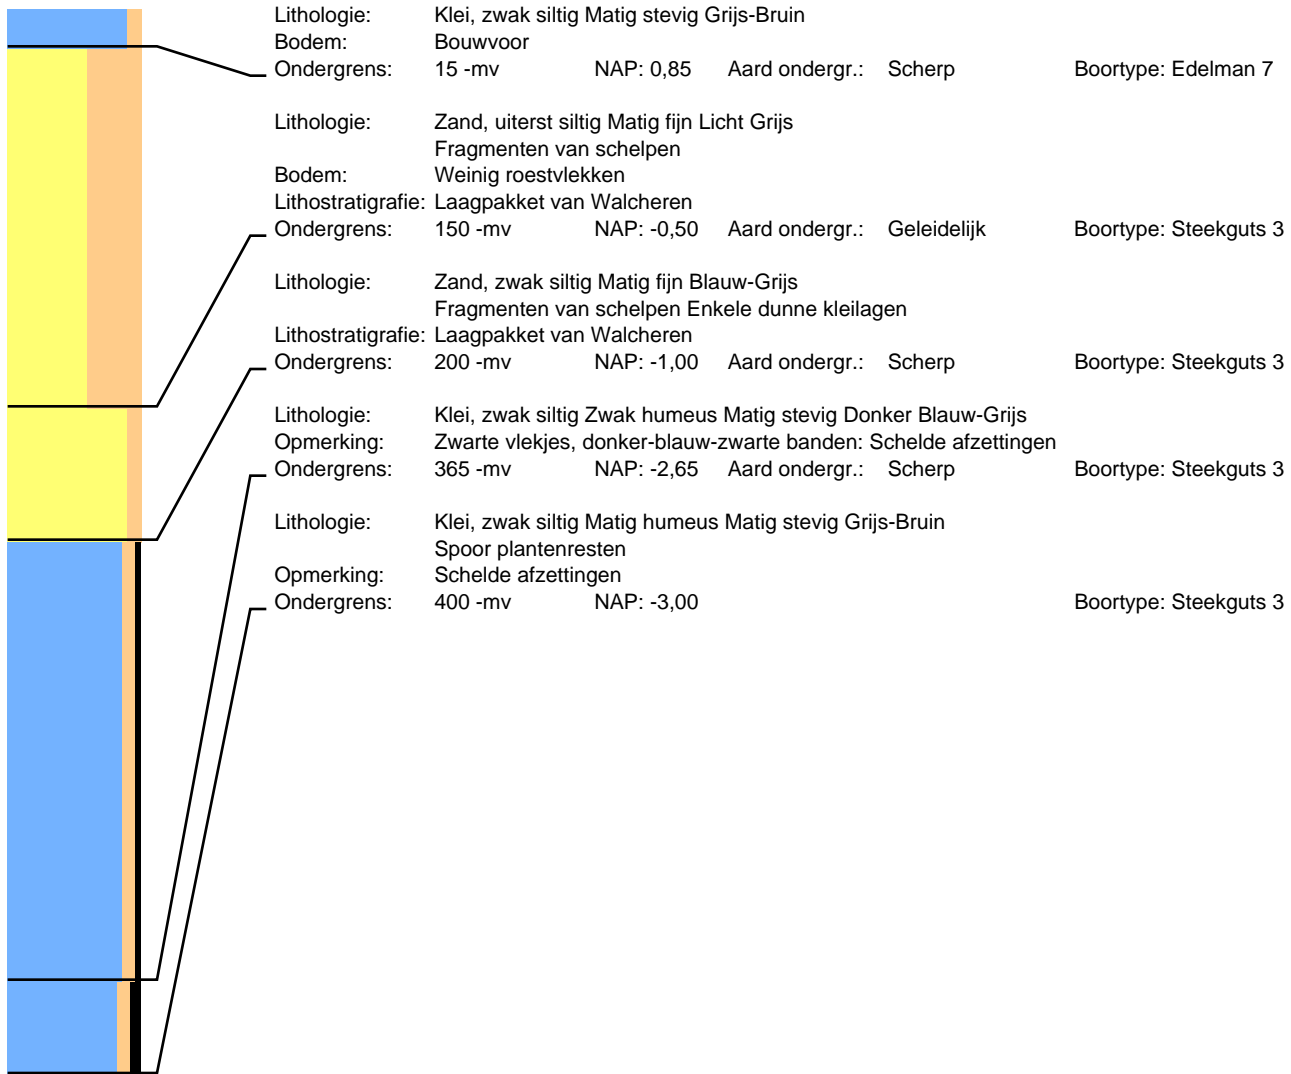 Lithologie: Klei, zwak siltig Matig stevig Grijs-Bruin
Bodem: Bouwvoor
Ondergrens: 15 -mv NAP: 0,85 Aard ondergr.: Scherp Boortype: Edelman 7
Lithologie: Zand, uiterst siltig Matig fijn Licht Grijs
Fragmenten van schelpen
Bodem: Weinig roestvlekken
Lithostratigrafie: Laagpakket van Walcheren
Ondergrens: 150 -mv NAP: -0,50 Aard ondergr.: Geleidelijk Boortype: Steekguts 3
Lithologie: Zand, zwak siltig Matig fijn Blauw-Grijs
Fragmenten van schelpen Enkele dunne kleilagen
Lithostratigrafie: Laagpakket van Walcheren
Ondergrens: 200 -mv NAP: -1,00 Aard ondergr.: Scherp Boortype: Steekguts 3
Lithologie: Klei, zwak siltig Zwak humeus Matig stevig Donker Blauw-Grijs
Opmerking: Zwarte vlekjes, donker-blauw-zwarte banden: Schelde afzettingen
Ondergrens: 365 -mv NAP: -2,65 Aard ondergr.: Scherp Boortype: Steekguts 3
Lithologie: Klei, zwak siltig Matig humeus Matig stevig Grijs-Bruin
Spoor plantenresten
Opmerking: Schelde afzettingen
Ondergrens: 400 -mv NAP: -3,00 Boortype: Steekguts 3